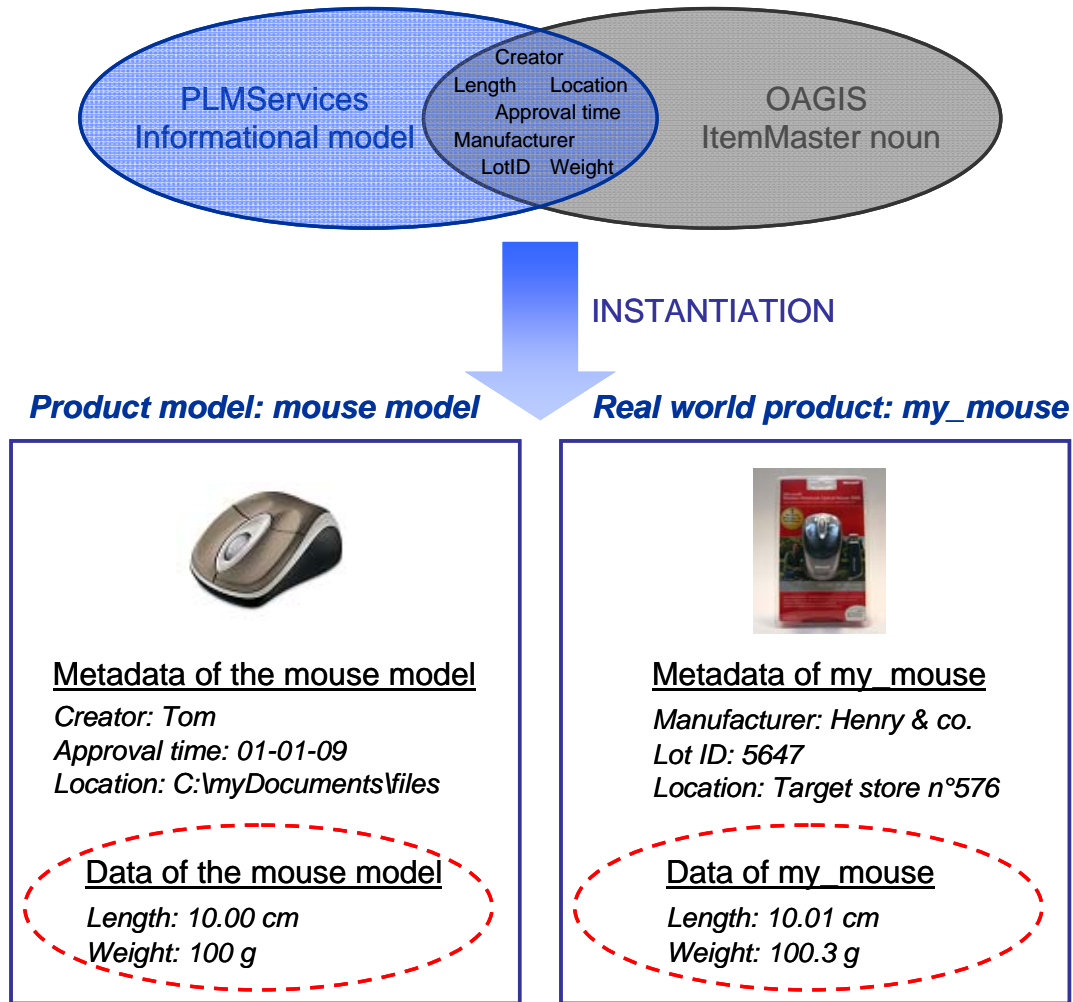 Creator
Length Location
Approval time
Manufacturer
LotID Weight
PLMServices
Informational model
OAGIS
ItemMaster noun
INSTANTIATION
Product model: mouse model
Real world product: my_mouse
Metadata of the mouse model
Creator: Tom
Approval time: 01-01-09
Location: C:\myDocuments\files
Data of the mouse model
Length: 10.00 cm
Weight: 100 g
Metadata of my_mouse
Manufacturer: Henry & co.
Lot ID: 5647
Location: Target store n°576
Data of my_mouse
Length: 10.01 cm
Weight: 100.3 g